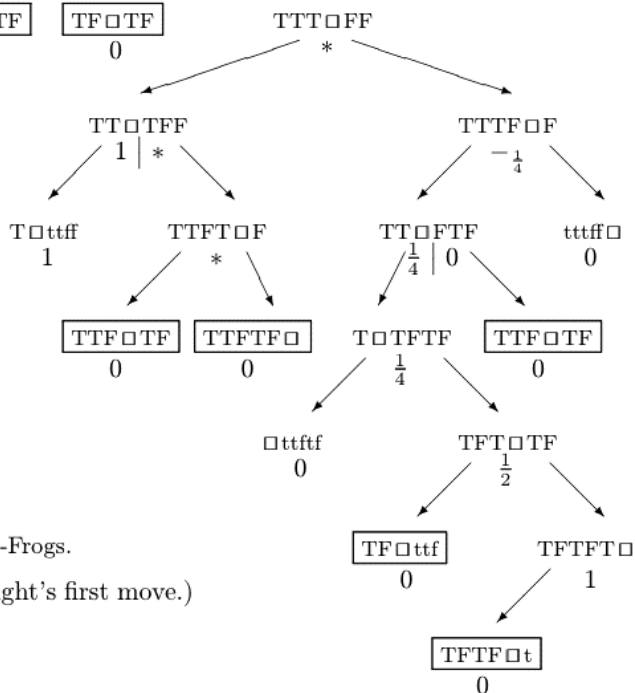 TF TF□TF TTT□FF
0 *
TT□TFF TTTF□F
1 | * −1/4
T□ttff TTFT□F TT□FTF tttff□
1 * 1/4 | 0 0
TTF□TF TTFTF□ T□TFTF TTF□TF
0 0 1/4 0
□ttftf TFT□TF
0 1/2
-Frogs.
TF□ttf TFTFT□
ght's first move.)
0 1
TFTF□t
0